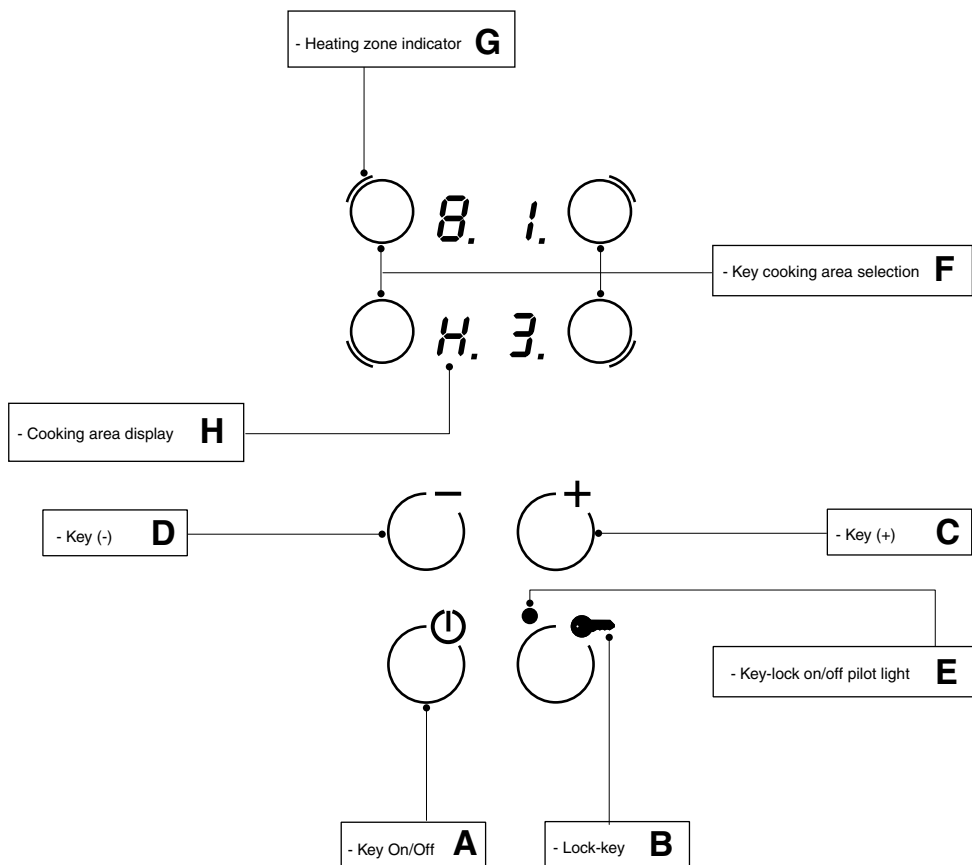 - Heating zone indicator G
8. 1.
- Key cooking area selection F
H. 3.
- Cooking area display H
- +
- Key (-) D
- Key (+) C
- Key-lock on/off pilot light E
- Key On/Off A
- Lock-key B